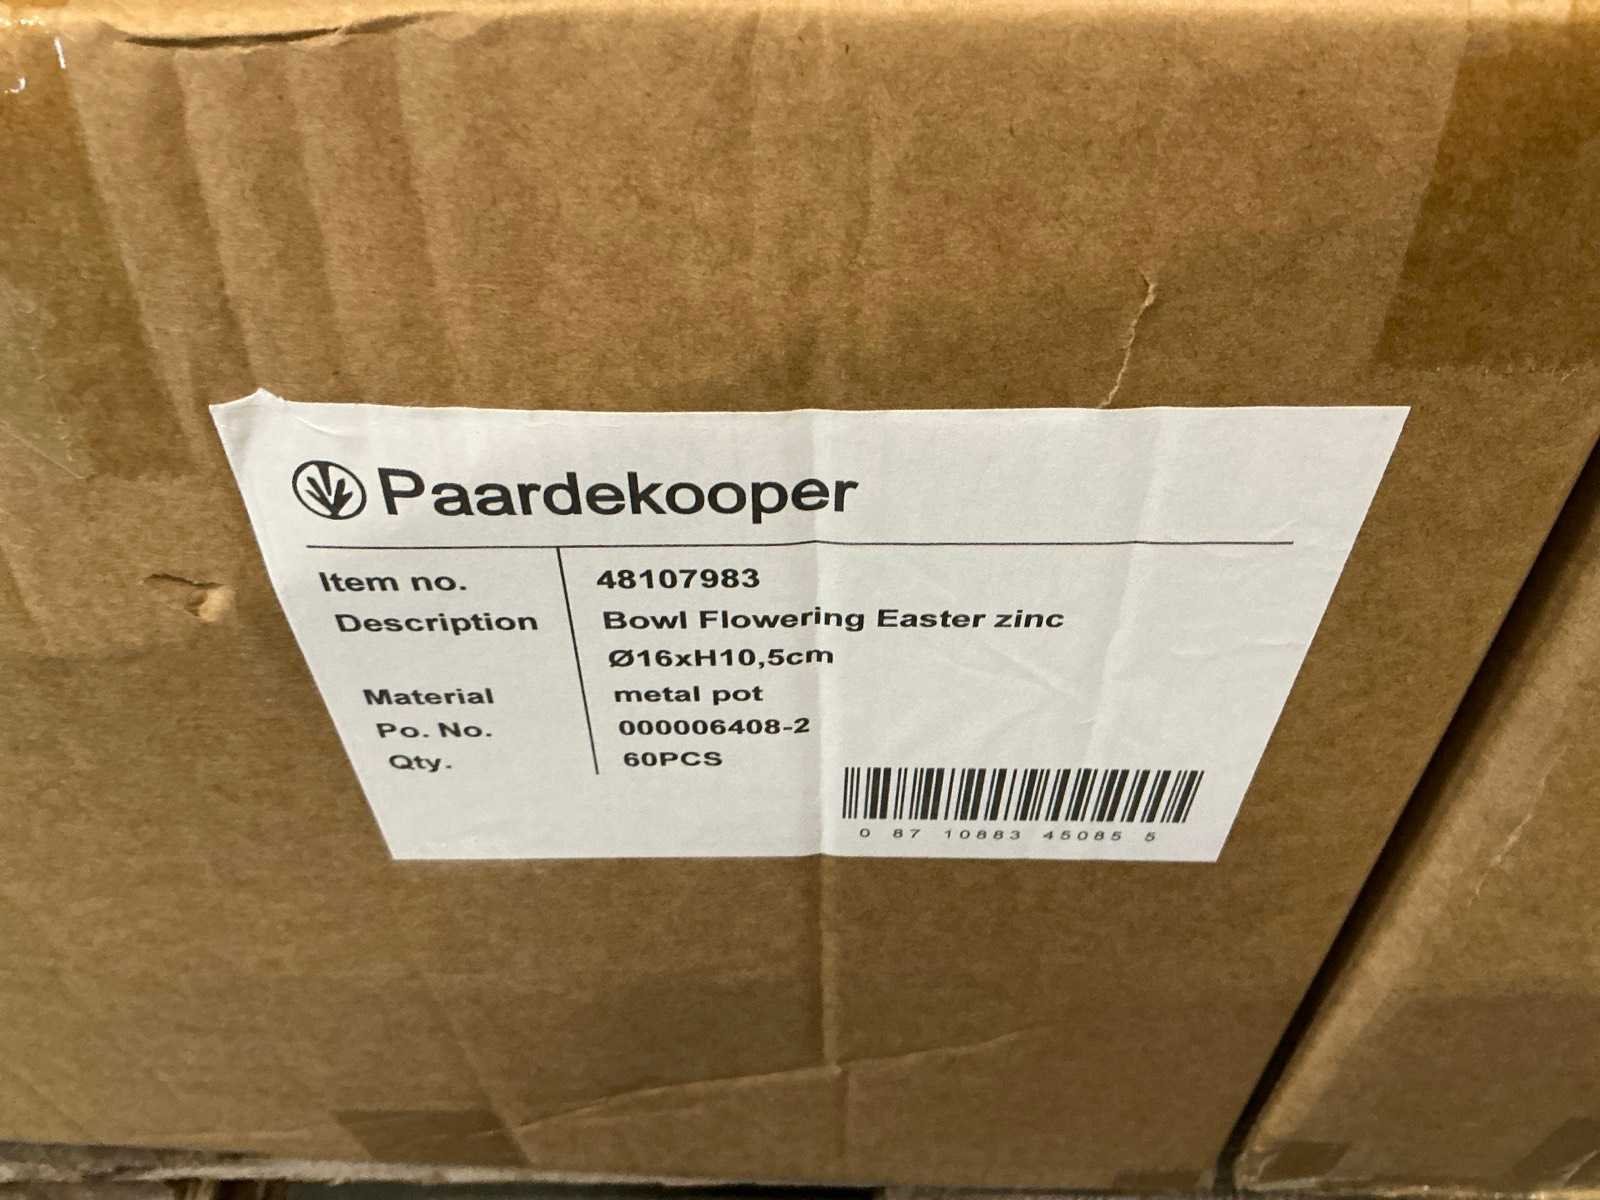 Paardekooper
Item no. 48107983
Description Bowl Flowering Easter zinc
Ø16xH10,5cm
Material metal pot
Po. No. 000006408-2
Qty. 60PCS
0 87 10883 45085 5